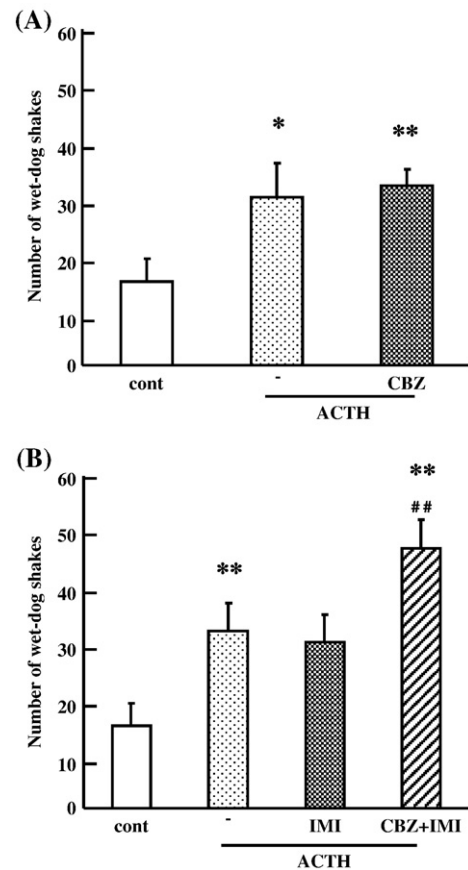 (A)
60
50
40
30
20
10
0
Number of wet-dog shakes
*
**
cont - CBZ
ACTH
(B)
60
50
40
30
20
10
0
Number of wet-dog shakes
**
**
##
cont - IMI CBZ+IMI
ACTH